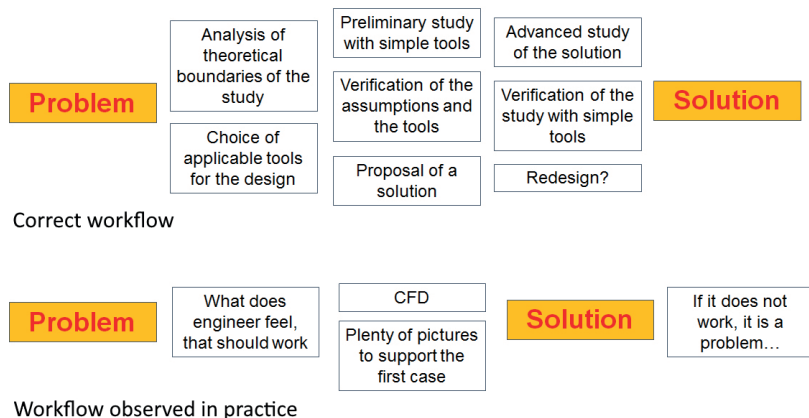 Problem
Analysis of
theoretical
boundaries of the
study
Choice of
applicable tools
for the design
Preliminary study
with simple tools
Verification of the
assumptions and
the tools
Proposal of a
solution
Advanced study
of the solution
Verification of the
study with simple
tools
Redesign?
Solution
Correct workflow
Problem
What does
engineer feel,
that should work
CFD
Plenty of pictures
to support the
first case
Solution
If it does not
work, it is a
problem…
Workflow observed in practice